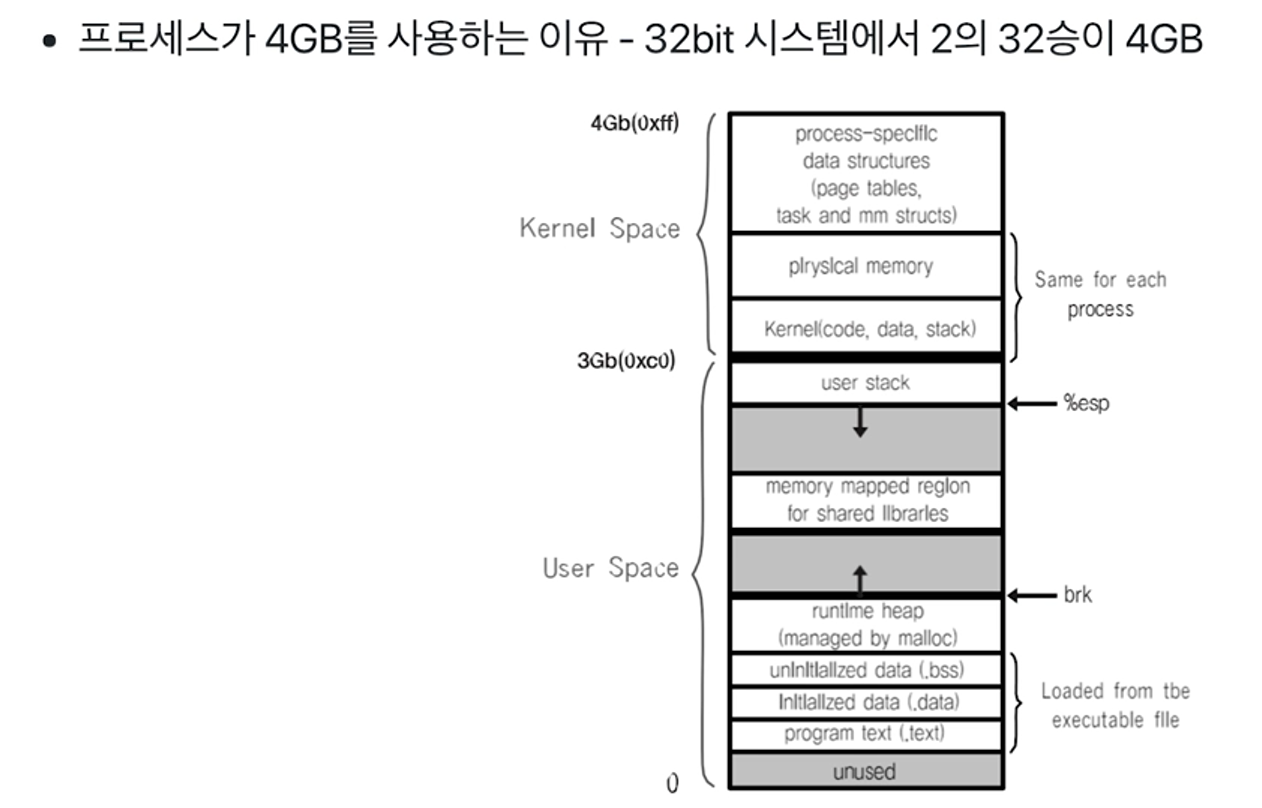 • 프로세스가 4GB를 사용하는 이유 - 32bit 시스템에서 2의 32승이 4GB
4Gb(0xff)
process-specific
data structures
(page tables,
task and mm structs)
Kernel Space
plryslcal memory
Same for each
process
Kernel(code, data, stack)
3Gb(0xc0)
user stack
%esp
memory mapped reglon
for shared llbrarles
User Space
brk
runtlme heap
(managed by malloc)
unlnltlallzed data (.bss)
Inltlallzed data (.data)
Loaded from tbe
executable flle
program text (.text)
unused
0